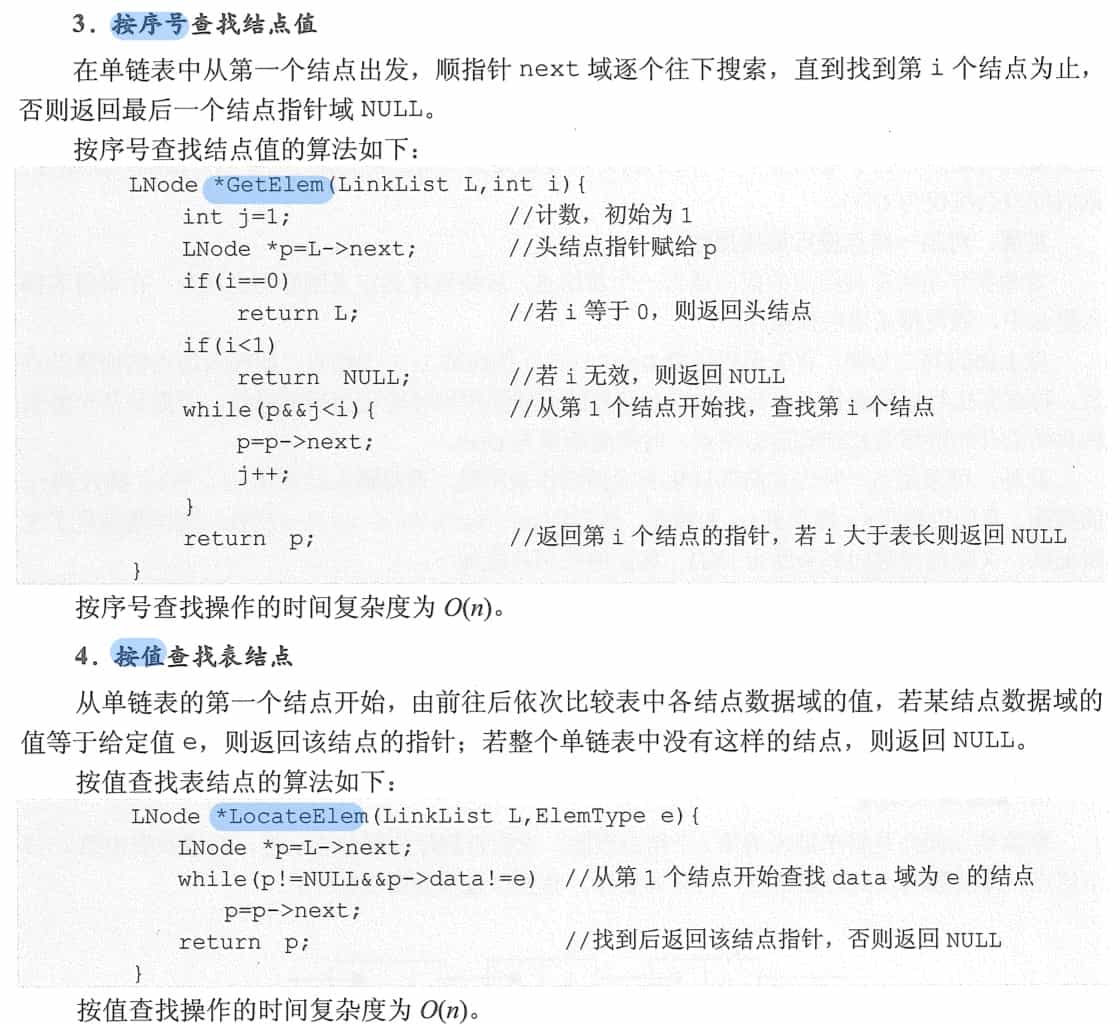 3. 按序号查找结点值
在单链表中从第一个结点出发，顺指针 next 域逐个往下搜索，直到找到第 i 个结点为止，
否则返回最后一个结点指针域 NULL。
按序号查找结点值的算法如下：
LNode *GetElem(LinkList L,int i){
int j=1; //计数，初始为 1
LNode *p=L->next; //头结点指针赋给 p
if(i==0)
return L; //若 i 等于 0，则返回头结点
if(i<1)
return NULL; //若 i 无效，则返回 NULL
while(p&&j<i){ //从第 1 个结点开始找，查找第 i 个结点
p=p->next;
j++;
}
return p; //返回第 i 个结点的指针，若 i 大于表长则返回 NULL
}
按序号查找操作的时间复杂度为 O(n)。
4. 按值查找表结点
从单链表的第一个结点开始，由前往后依次比较表中各结点数据域的值，若某结点数据域的
值等于给定值 e，则返回该结点的指针；若整个单链表中没有这样的结点，则返回 NULL。
按值查找表结点的算法如下：
LNode *LocateElem(LinkList L,ElemType e){
LNode *p=L->next;
while(p!=NULL&&p->data!=e) //从第 1 个结点开始查找 data 域为 e 的结点
p=p->next;
return p; //找到后返回该结点指针，否则返回 NULL
}
按值查找操作的时间复杂度为 O(n)。